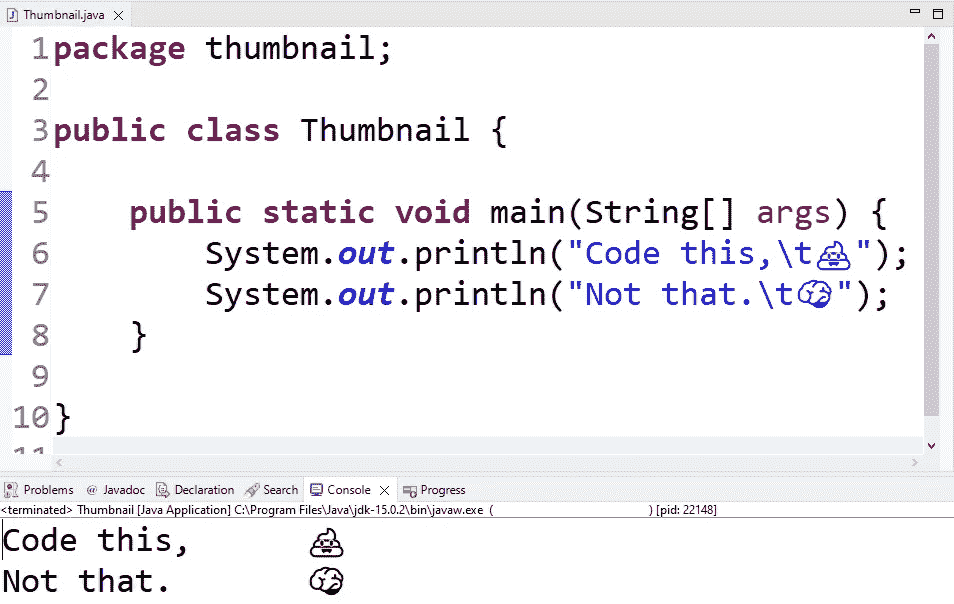 Thumbnail.java
1 package thumbnail;
2
3 public class Thumbnail {
4
5     public static void main(String[] args) {
6         System.out.println("Code this,\t💩");
7         System.out.println("Not that.\t🤔");
8     }
9
10 }
11
Problems @ Javadoc Declaration Search Console Progress
<terminated> Thumbnail [Java Application] C:\Program Files\Java\jdk-15.0.2\bin\javaw.exe ( ) [pid: 22148]
Code this,	💩
Not that.	🤔